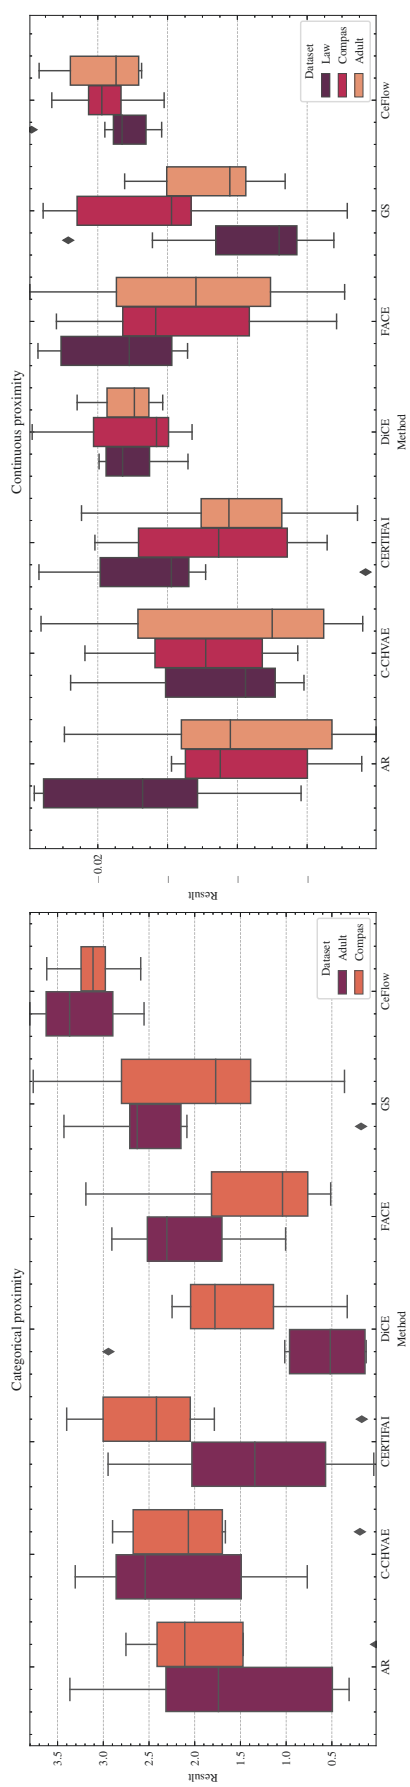 Categorical proximity
Result
3.5
3.0
2.5
2.0
1.5
1.0
0.5
AR
C-CHVAE
CERTIFAI
DiCE
FACE
GS
CeFlow
Method
Dataset
Adult
Compas
Continuous proximity
Result
−0.02
−
−
−
AR
C-CHVAE
CERTIFAI
DiCE
FACE
GS
CeFlow
Method
Dataset
Law
Compas
Adult